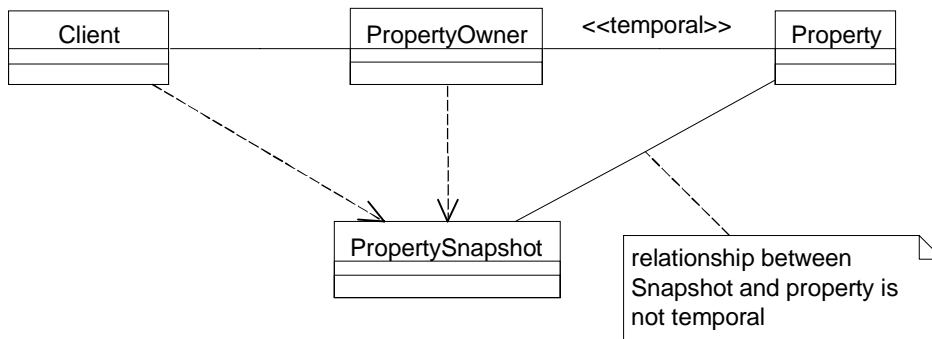 Client
PropertyOwner
<<temporal>>
Property
PropertySnapshot
relationship between
Snapshot and property is
not temporal